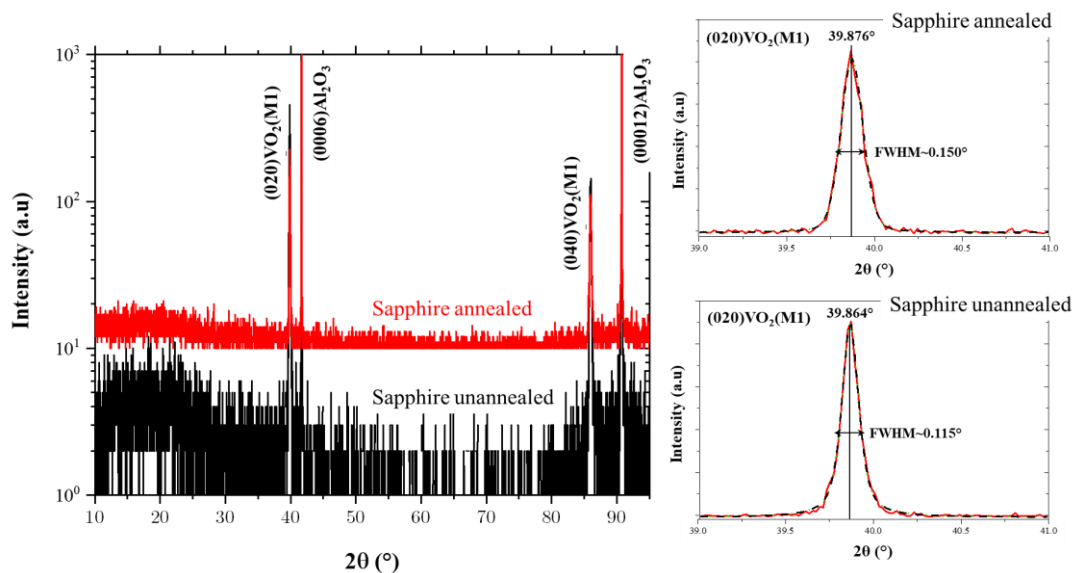 10³
10²
10¹
10⁰
Intensity (a.u)
(020)VO₂(M1)
(0006)Al₂O₃
(040)VO₂(M1)
(00012)Al₂O₃
Sapphire annealed
Sapphire unannealed
10 20 30 40 50 60 70 80 90
2θ (°)
(020)VO₂(M1)
39.876°
Sapphire annealed
Intensity (a.u)
FWHM~0.150°
39.0 39.5 40.0 40.5 41.0
2θ (°)
(020)VO₂(M1)
39.864°
Sapphire unannealed
Intensity (a.u)
FWHM~0.115°
39.0 39.5 40.0 40.5 41.0
2θ (°)